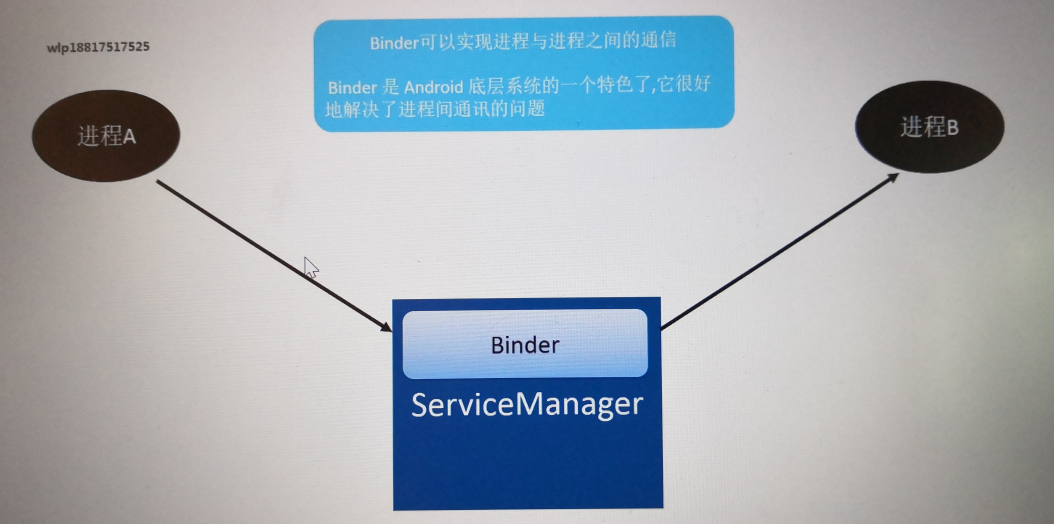 wlp18817517525
Binder可以实现进程与进程之间的通信
Binder 是 Android 底层系统的一个特色了,它很好
地解决了进程间通讯的问题
进程A
进程B
Binder
ServiceManager